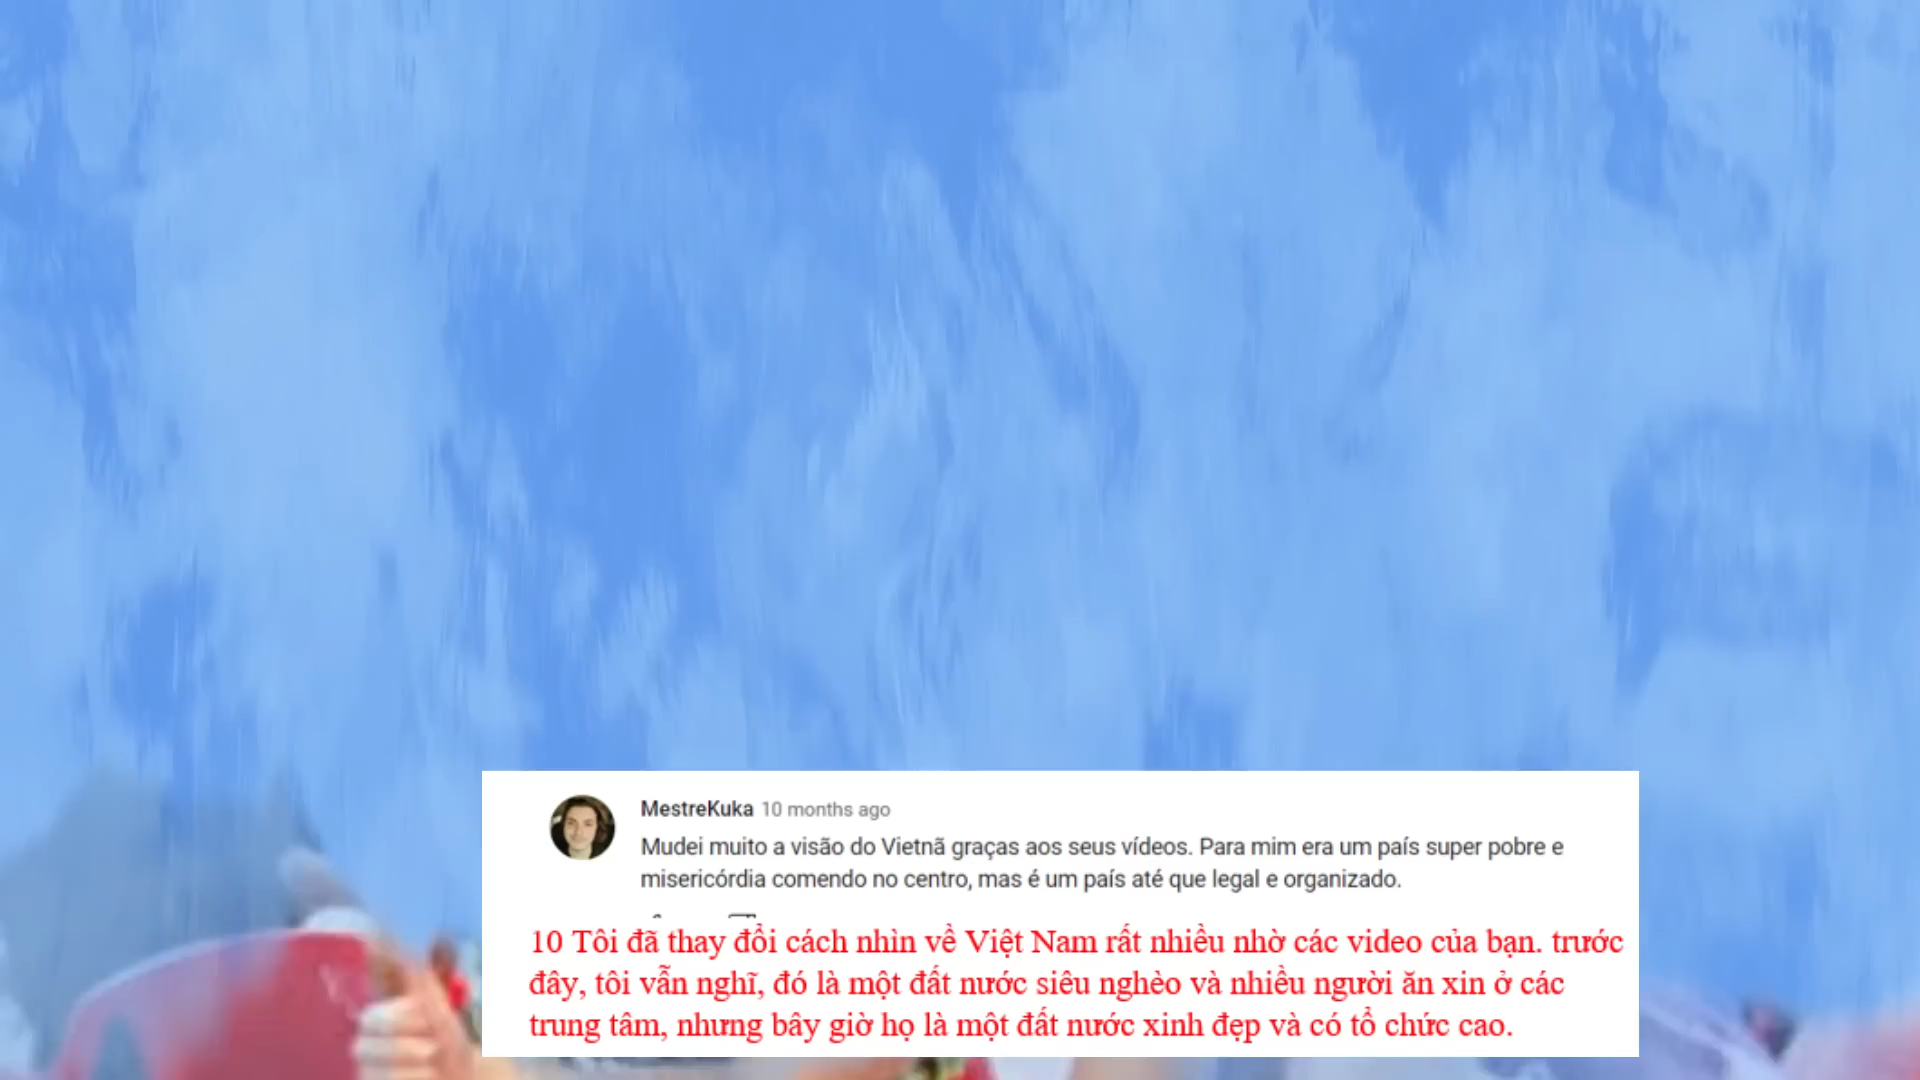 MestreKuka 10 months ago
Mudei muito a visão do Vietnã graças aos seus vídeos. Para mim era um país super pobre e
misericórdia comendo no centro, mas é um país até que legal e organizado.
10 Tôi đã thay đổi cách nhìn về Việt Nam rất nhiều nhờ các video của bạn. trước
đây, tôi vẫn nghĩ, đó là một đất nước siêu nghèo và nhiều người ăn xin ở các
trung tâm, nhưng bây giờ họ là một đất nước xinh đẹp và có tổ chức cao.